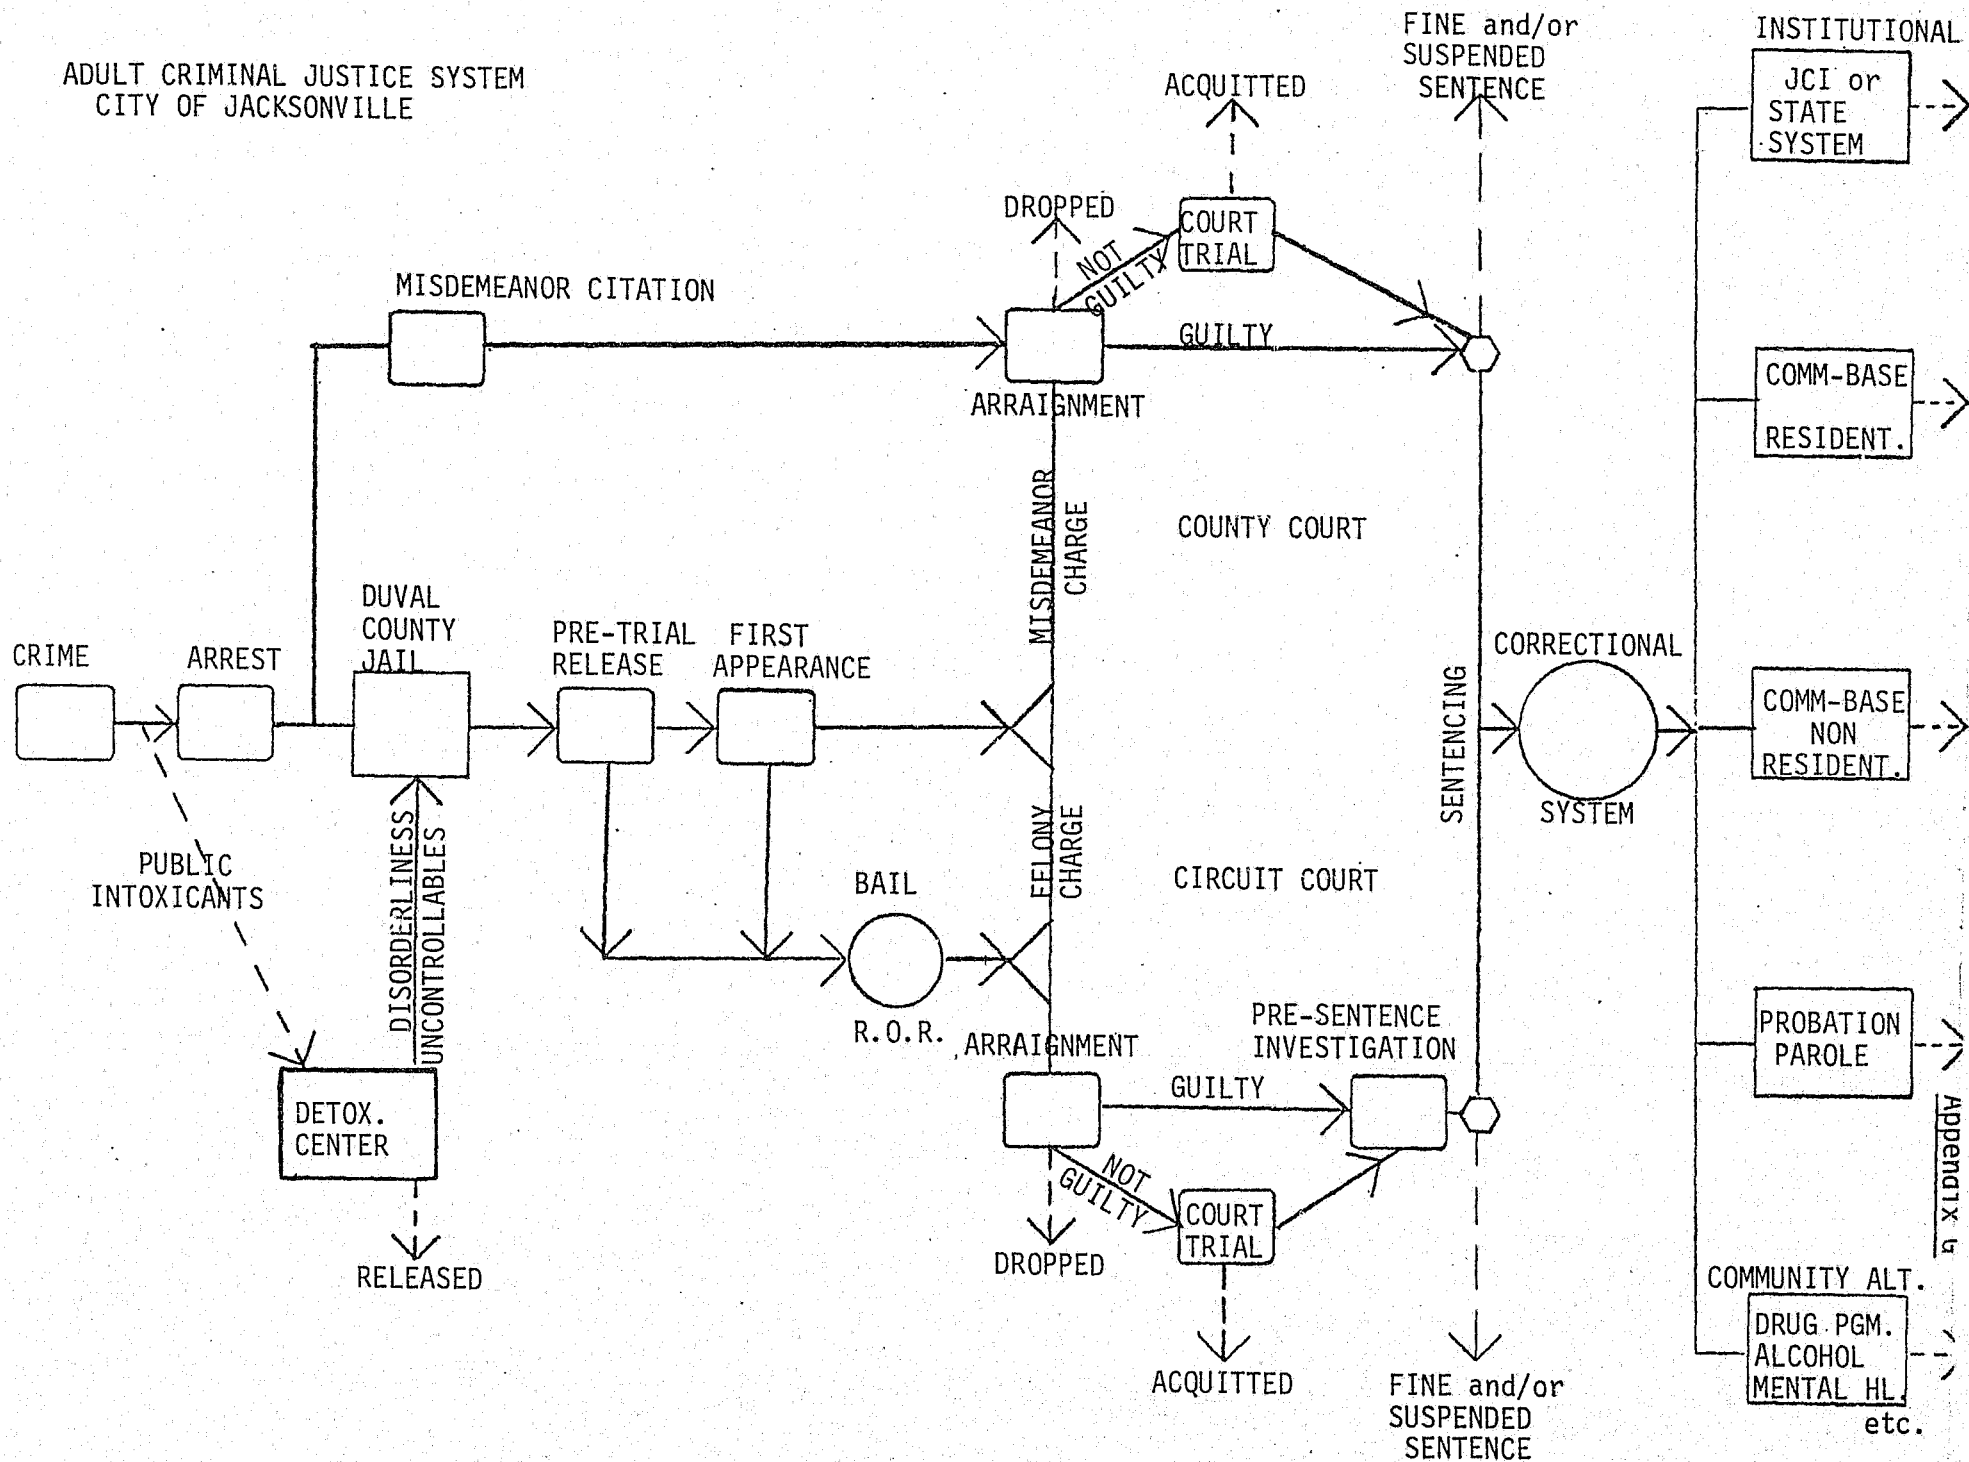 ADULT CRIMINAL JUSTICE SYSTEM
CITY OF JACKSONVILLE
FINE and/or
SUSPENDED
SENTENCE
INSTITUTIONAL
JCI or
STATE
SYSTEM
ACQUITTED
DROPPED
NOT
GUILTY
COURT
TRIAL
MISDEMEANOR CITATION
GUILTY
ARRAIGNMENT
COMM-BASE
RESIDENT.
MISDEMEANOR
CHARGE
COUNTY COURT
DUVAL
COUNTY
JAIL
CRIME
ARREST
PRE-TRIAL
RELEASE
FIRST
APPEARANCE
SENTENCING
CORRECTIONAL
SYSTEM
COMM-BASE
NON
RESIDENT.
PUBLIC
INTOXICANTS
DISORDERLINESS
UNCONTROLLABLES
FELONY
CHARGE
CIRCUIT COURT
BAIL
R.O.R.
ARRAIGNMENT
PRE-SENTENCE
INVESTIGATION
PROBATION
PAROLE
DETOX.
CENTER
GUILTY
NOT
GUILTY
COURT
TRIAL
RELEASED
DROPPED
ACQUITTED
FINE and/or
SUSPENDED
SENTENCE
COMMUNITY ALT.
DRUG PGM.
ALCOHOL
MENTAL HL.
etc.
Appendix G